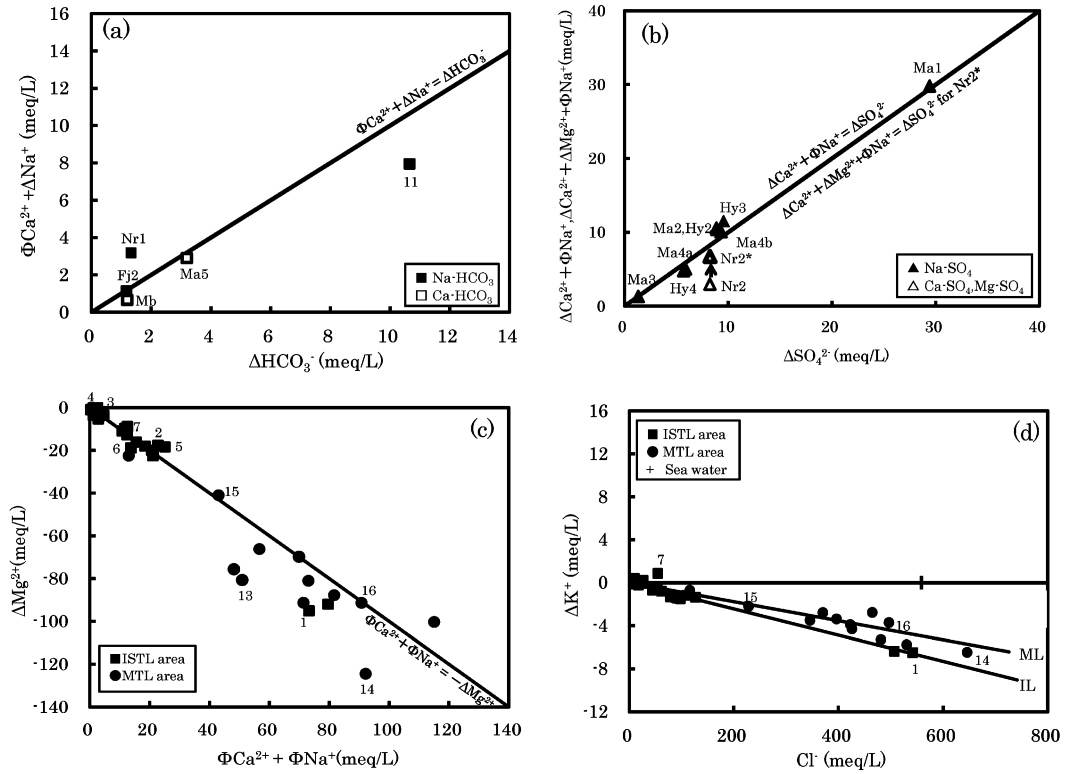 (a)
16
14
12
10
8
6
4
2
0
ΦCa²⁺+ΔNa⁺ (meq/L)
ΦCa²⁺+ΔNa⁺=ΔHCO₃⁻
11
Nr1
Fj2
Mb
Ma5
■ Na-HCO₃
□ Ca-HCO₃
0 2 4 6 8 10 12 14
ΔHCO₃⁻ (meq/L)
(b)
40
30
20
10
0
ΔCa²⁺+ΦNa⁺,ΔCa²⁺+ΔMg²⁺+ΦNa⁺(meq/L)
Ma1
ΔCa²⁺+ΦNa⁺=ΔSO₄²⁻
ΔCa²⁺+ΔMg²⁺+ΦNa⁺=ΔSO₄²⁻ for Nr2*
Hy3
Ma2,Hy2
Ma4b
Ma4a
Nr2*
Ma3
Hy4
Nr2
▲ Na-SO₄
△ Ca-SO₄,Mg-SO₄
0 10 20 30 40
ΔSO₄²⁻ (meq/L)
(c)
0
-20
-40
-60
-80
-100
-120
-140
ΔMg²⁺(meq/L)
4
3
7
2
5
6
15
13
16
1
14
ΦCa²⁺+ΦNa⁺=−ΔMg²⁺
■ ISTL area
● MTL area
0 20 40 60 80 100 120 140
ΦCa²⁺+ΦNa⁺(meq/L)
(d)
16
12
8
4
0
-4
-8
-12
ΔK⁺ (meq/L)
■ ISTL area
● MTL area
+ Sea water
7
15
16
14
1
ML
IL
0 200 400 600 800
Cl⁻ (meq/L)